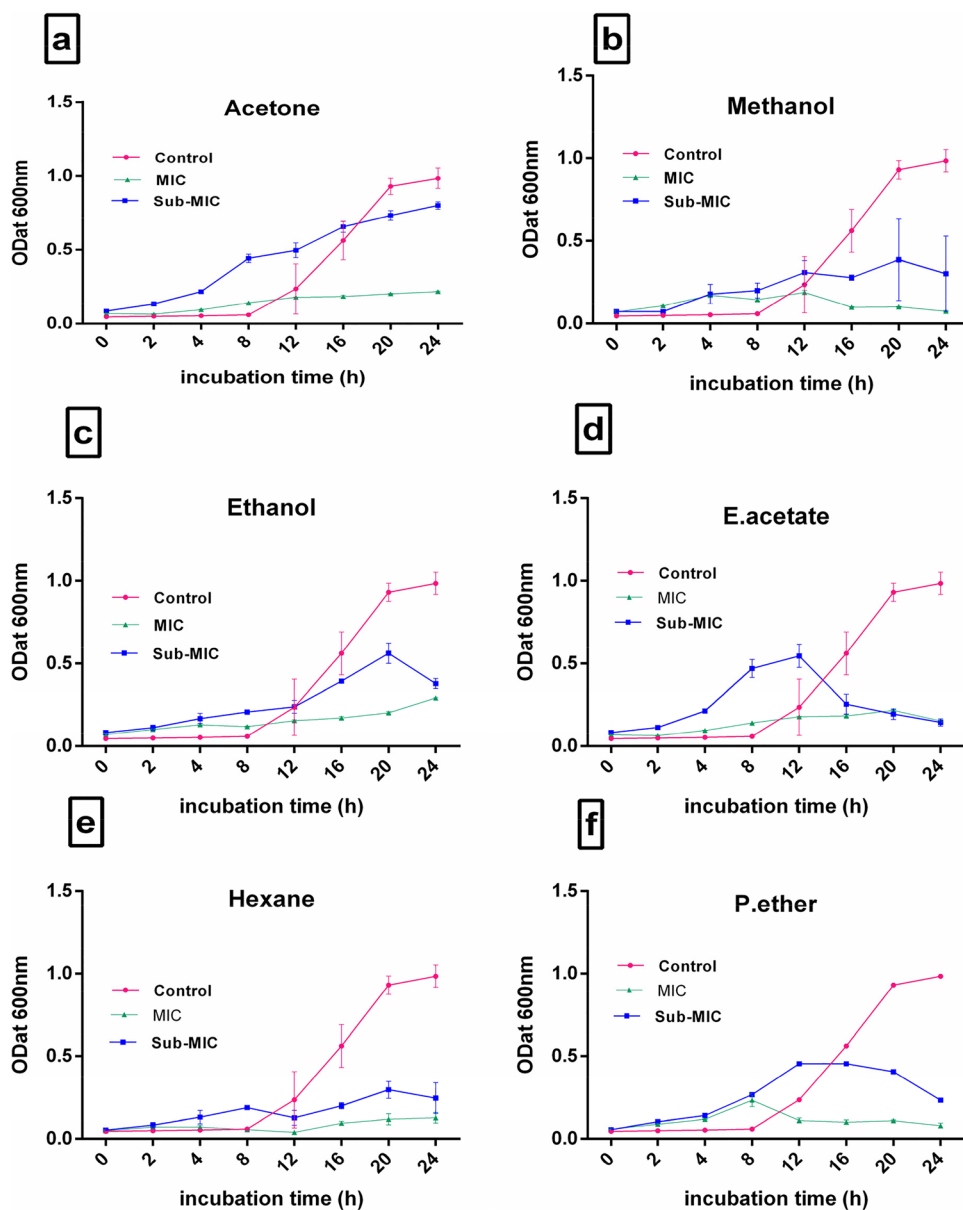 a
Acetone
1.5
1.0
0.5
0.0
ODat 600nm
Control
MIC
Sub-MIC
0 2 4 8 12 16 20 24
incubation time (h)
b
Methanol
1.5
1.0
0.5
0.0
ODat 600nm
Control
MIC
Sub-MIC
0 2 4 8 12 16 20 24
incubation time (h)
c
Ethanol
1.5
1.0
0.5
0.0
ODat 600nm
Control
MIC
Sub-MIC
0 2 4 8 12 16 20 24
incubation time (h)
d
E.acetate
1.5
1.0
0.5
0.0
ODat 600nm
Control
MIC
Sub-MIC
0 2 4 8 12 16 20 24
incubation time (h)
e
Hexane
1.5
1.0
0.5
0.0
ODat 600nm
Control
MIC
Sub-MIC
0 2 4 8 12 16 20 24
incubation time (h)
f
P.ether
1.5
1.0
0.5
0.0
ODat 600nm
Control
MIC
Sub-MIC
0 2 4 8 12 16 20 24
incubation time (h)